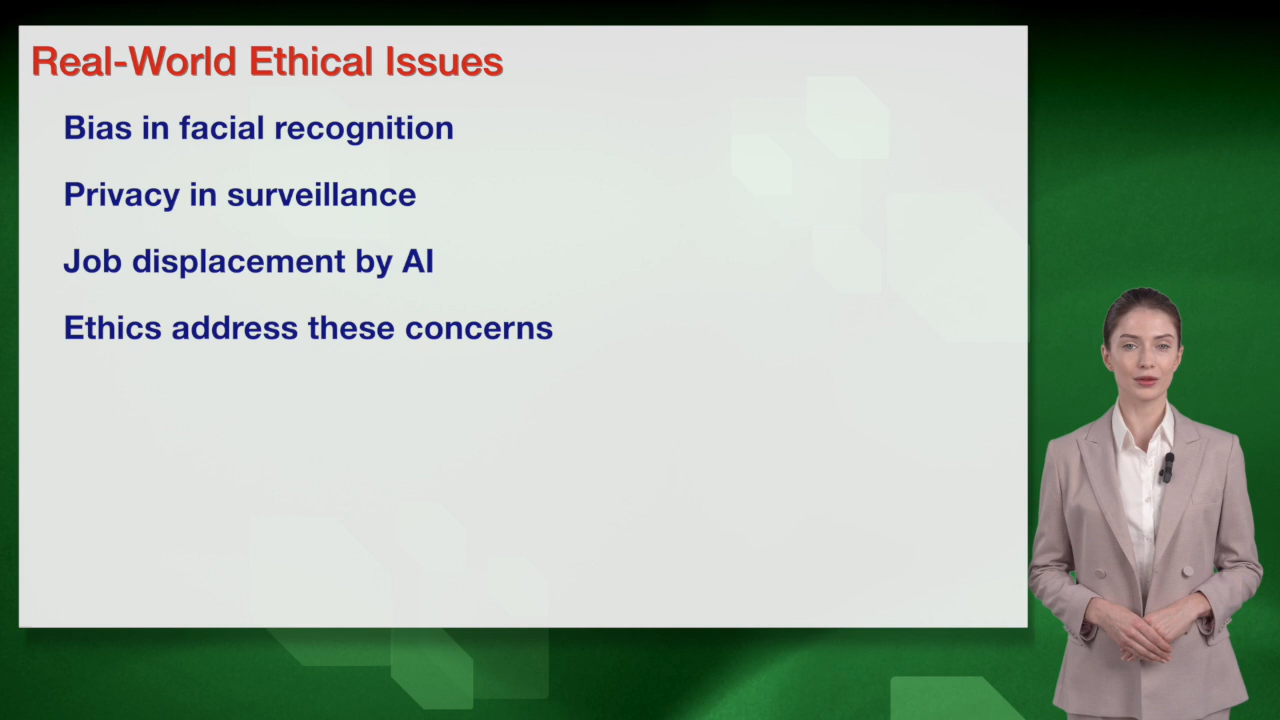 Real-World Ethical Issues
Bias in facial recognition
Privacy in surveillance
Job displacement by AI
Ethics address these concerns